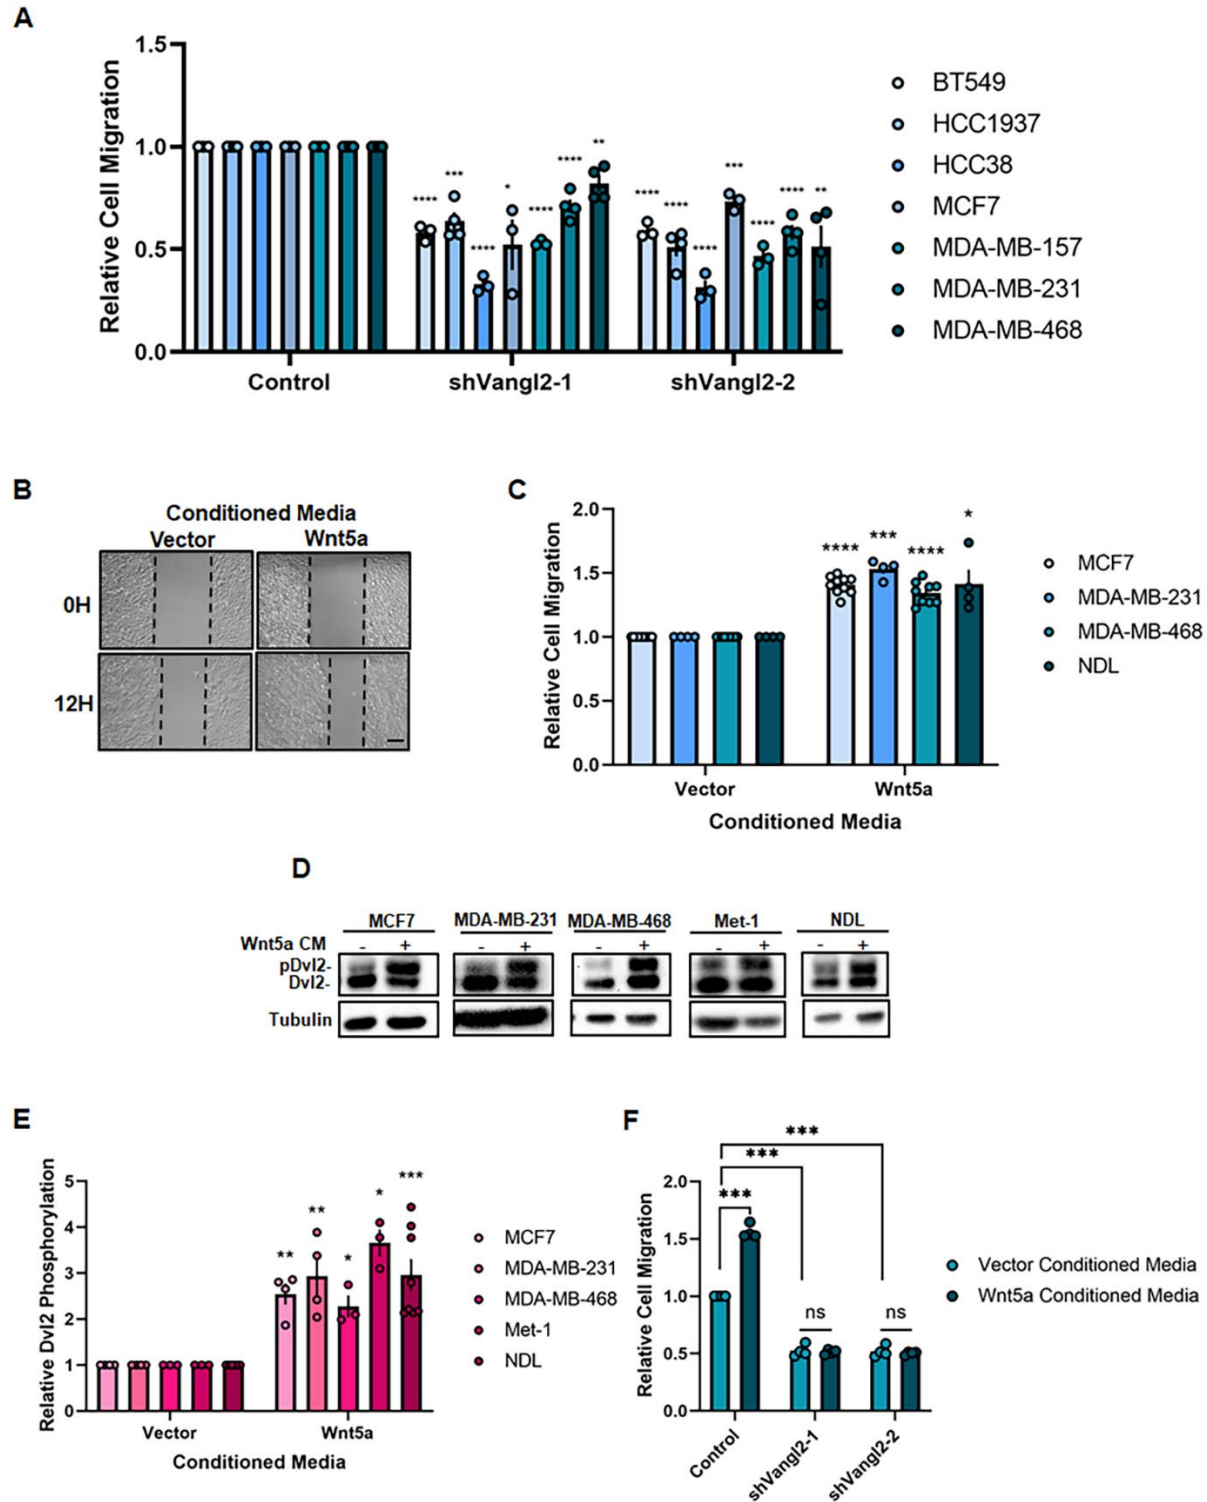 A
1.5
1.0
0.5
0.0
Relative Cell Migration
**** *** **** * **** **** **
**** **** **** *** **** **** **
Control shVangl2-1 shVangl2-2
BT549
HCC1937
HCC38
MCF7
MDA-MB-157
MDA-MB-231
MDA-MB-468
B
Conditioned Media
Vector Wnt5a
0H
12H
C
2.0
1.5
1.0
0.5
0.0
Relative Cell Migration
**** *** **** *
Vector Wnt5a
Conditioned Media
MCF7
MDA-MB-231
MDA-MB-468
NDL
D
MCF7 MDA-MB-231 MDA-MB-468 Met-1 NDL
Wnt5a CM - + - + - + - + - +
pDvl2-
Dvl2-
Tubulin
E
5
4
3
2
1
0
Relative Dvl2 Phosphorylation
** ** * * ***
Vector Wnt5a
Conditioned Media
MCF7
MDA-MB-231
MDA-MB-468
Met-1
NDL
F
***
***
***
2.0
1.5
1.0
0.5
0.0
Relative Cell Migration
ns ns
Control shVangl2-1 shVangl2-2
Vector Conditioned Media
Wnt5a Conditioned Media